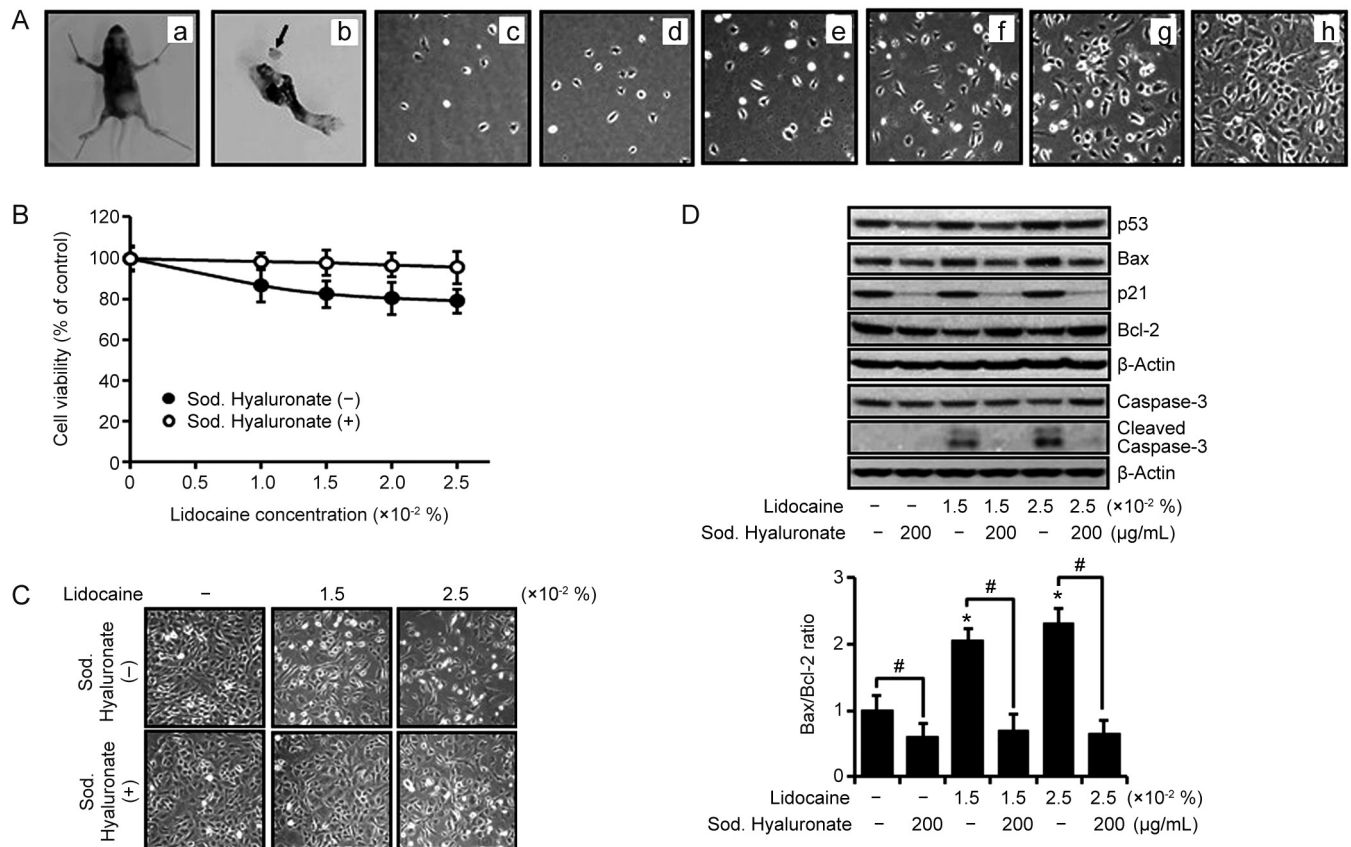 A
a
b
c
d
e
f
g
h
B
120
100
80
60
40
20
0
Cell viability (% of control)
Sod. Hyaluronate (−)
Sod. Hyaluronate (+)
0 0.5 1.0 1.5 2.0 2.5
Lidocaine concentration (×10⁻² %)
C
Lidocaine − 1.5 2.5 (×10⁻² %)
Sod.
Hyaluronate
(−)
Sod.
Hyaluronate
(+)
D
p53
Bax
p21
Bcl-2
β-Actin
Caspase-3
Cleaved
Caspase-3
β-Actin
Lidocaine − − 1.5 1.5 2.5 2.5 (×10⁻² %)
Sod. Hyaluronate − 200 − 200 − 200 (µg/mL)
3
2
1
0
Bax/Bcl-2 ratio
#
*
#
*
#
Lidocaine − − 1.5 1.5 2.5 2.5 (×10⁻² %)
Sod. Hyaluronate − 200 − 200 − 200 (µg/mL)